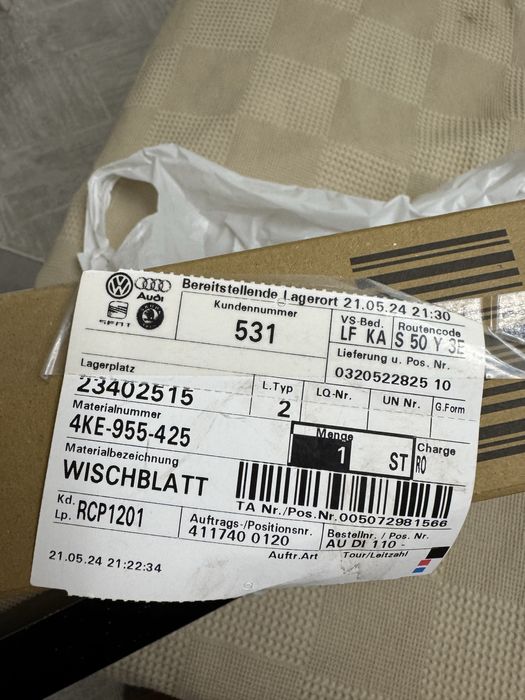 Audi
SEAT
Bereitstellende Lagerort 21.05.24 21:30
Kundennummer
531
VS-Bed.
LF KA
Routencode
S 50 Y 3E
Lieferung u. Pos. Nr.
0320522825 10
Lagerplatz
23402515
L.Typ
2
LQ-Nr.
UN Nr.
G.Form
Materialnummer
4KE-955-425
Menge
1 ST
Charge
RO
Materialbezeichnung
WISCHBLATT
TA Nr./Pos.Nr.005072981566
Kd.
Lp. RCP1201
Auftrags-/Positionsnr.
411740 0120
Bestellnr. / Pos. Nr.
AU DI 110 -
Auftr.Art
Tour/Leitzahl
21.05.24 21:22:34